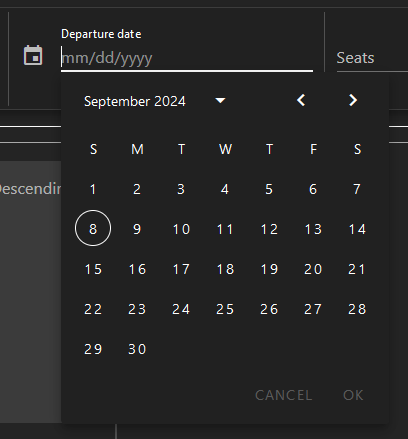 Departure date
mm/dd/yyyy
Seats
September 2024
S M T W T F S
Descendin
1 2 3 4 5 6 7
8 9 10 11 12 13 14
15 16 17 18 19 20 21
22 23 24 25 26 27 28
29 30
CANCEL OK